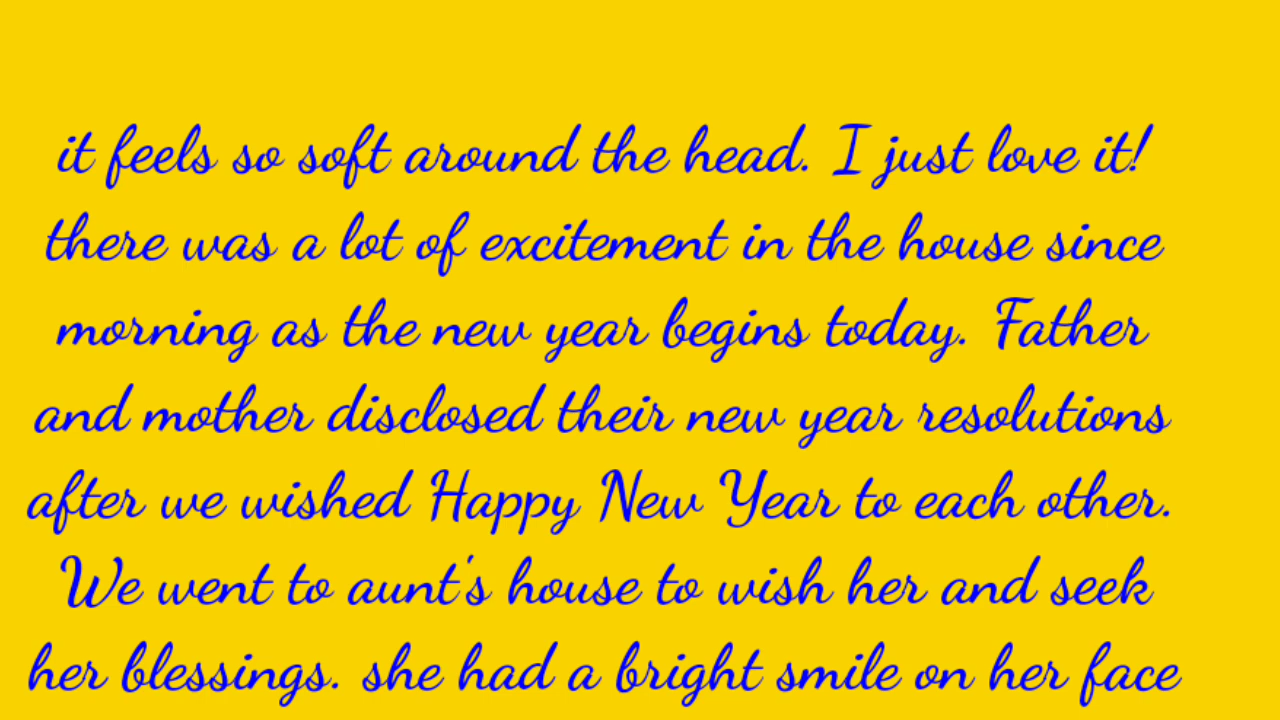 it feels so soft around the head. I just love it!
there was a lot of excitement in the house since
morning as the new year begins today. Father
and mother disclosed their new year resolutions
after we wished Happy New Year to each other.
We went to aunt's house to wish her and seek
her blessings. she had a bright smile on her face